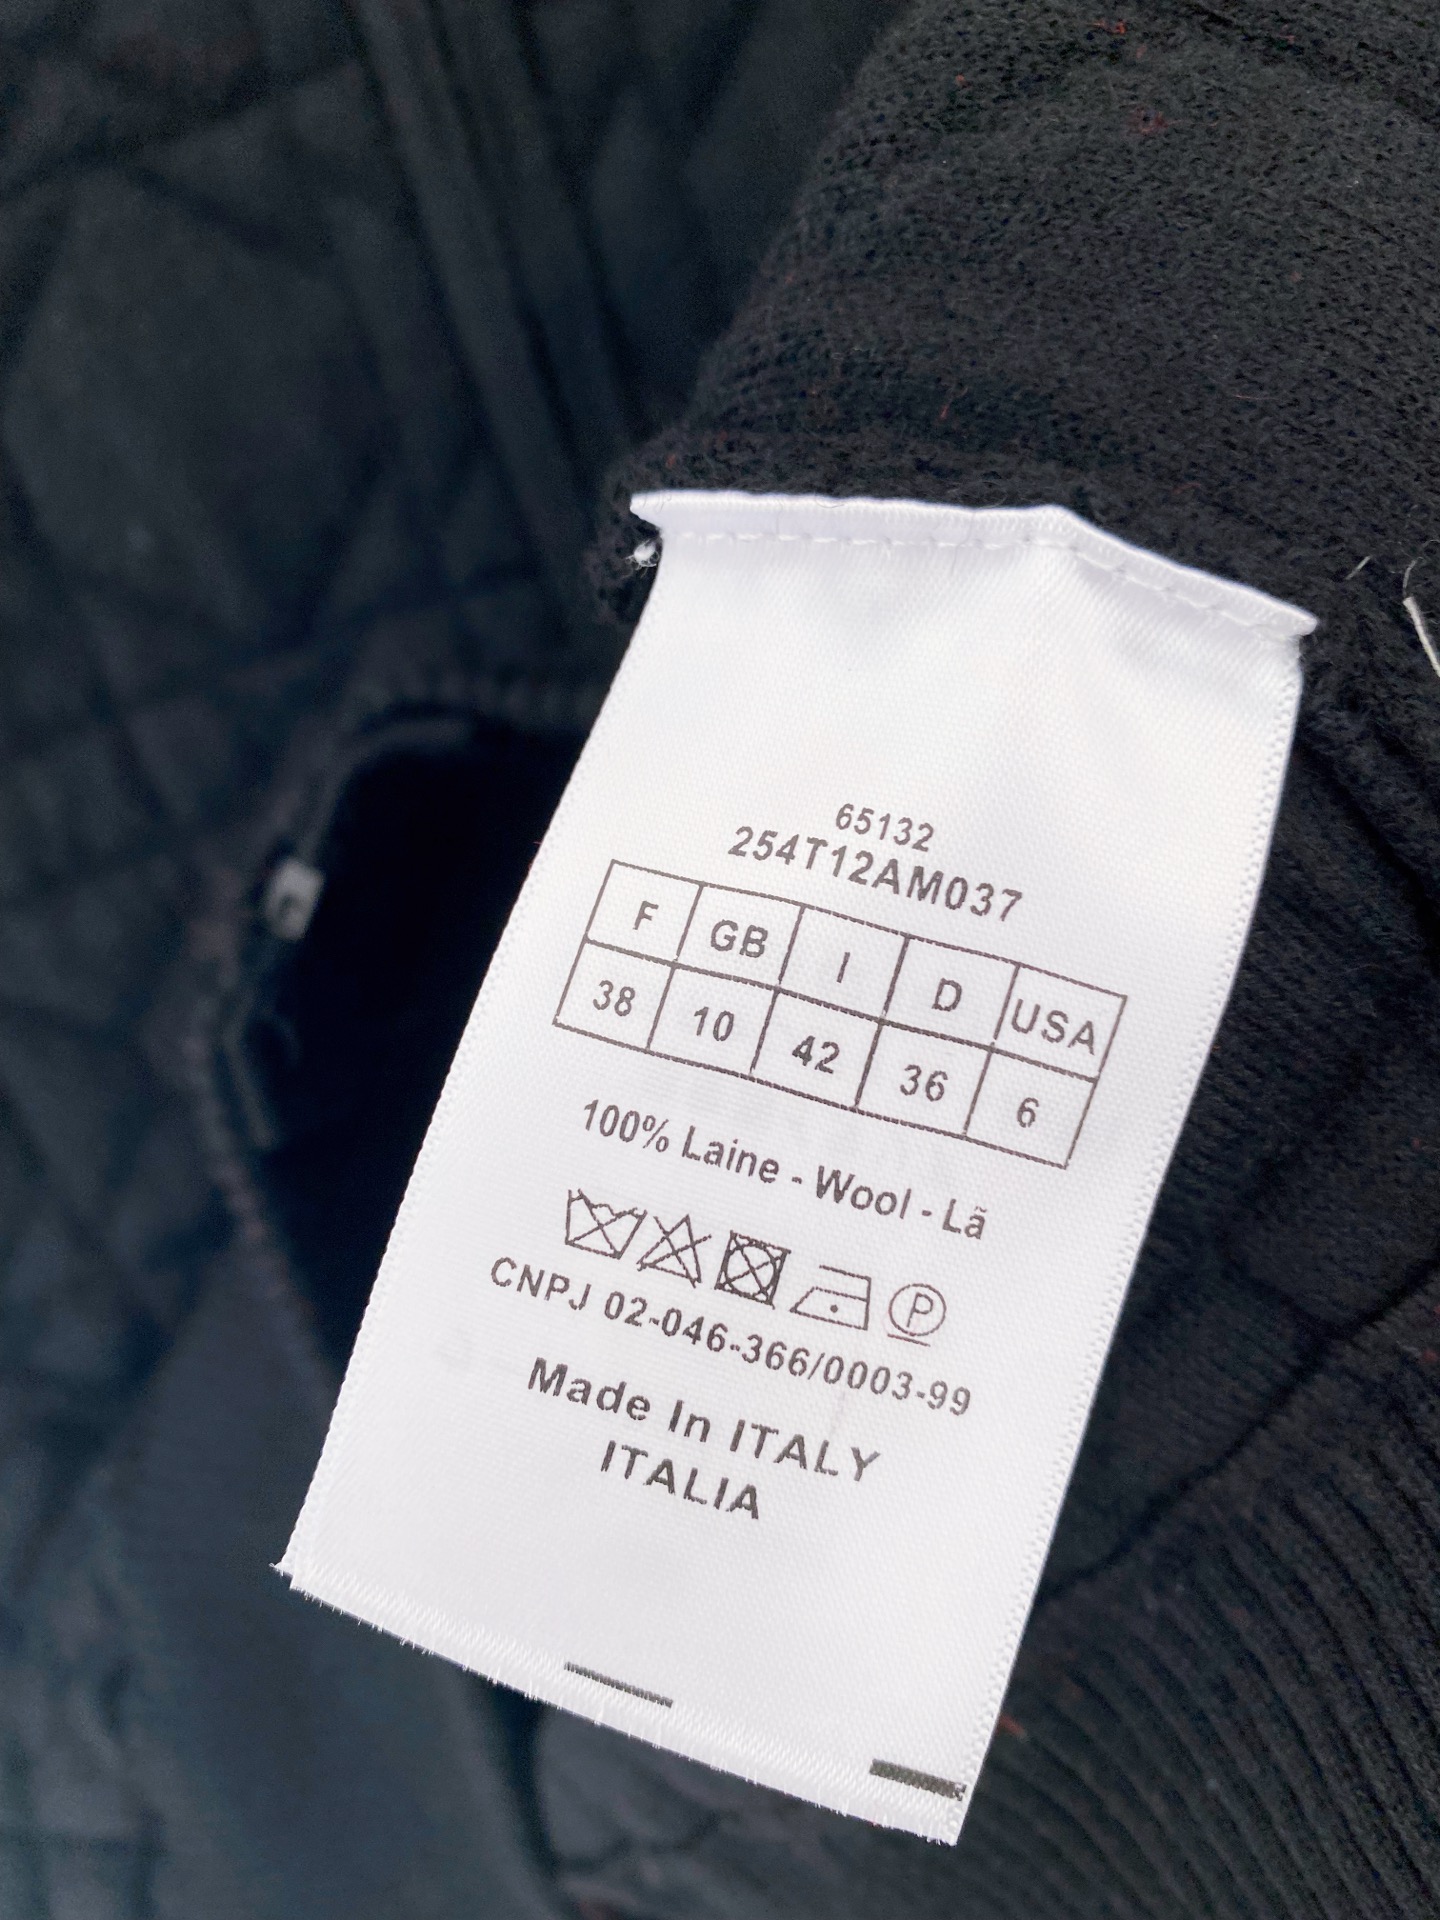 65132
254T12AM037
F GB I D USA
38 10 42 36 6
100% Laine - Wool - Lã
P
CNPJ 02-046-366/0003-99
Made In ITALY
ITALIA